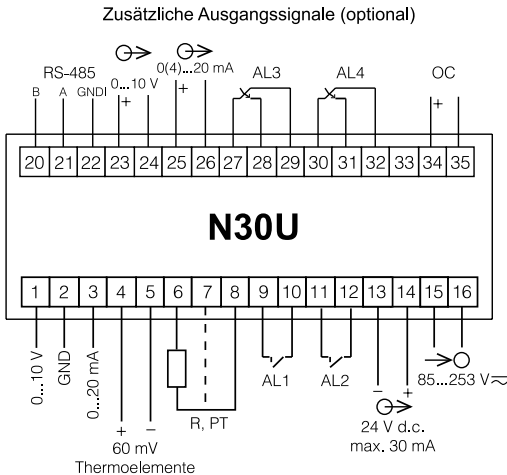 Zusätzliche Ausgangssignale (optional)
RS-485
0(4)...20 mA
AL3
AL4
OC
B A GNDI
0...10 V
+
+
+
20 21 22 23 24 25 26 27 28 29 30 31 32 33 34 35
N30U
1 2 3 4 5 6 7 8 9 10 11 12 13 14 15 16
0...10 V
GND
0...20 mA
+
−
60 mV
Thermoelemente
R, PT
AL1
AL2
−
+
24 V d.c.
max. 30 mA
85...253 V